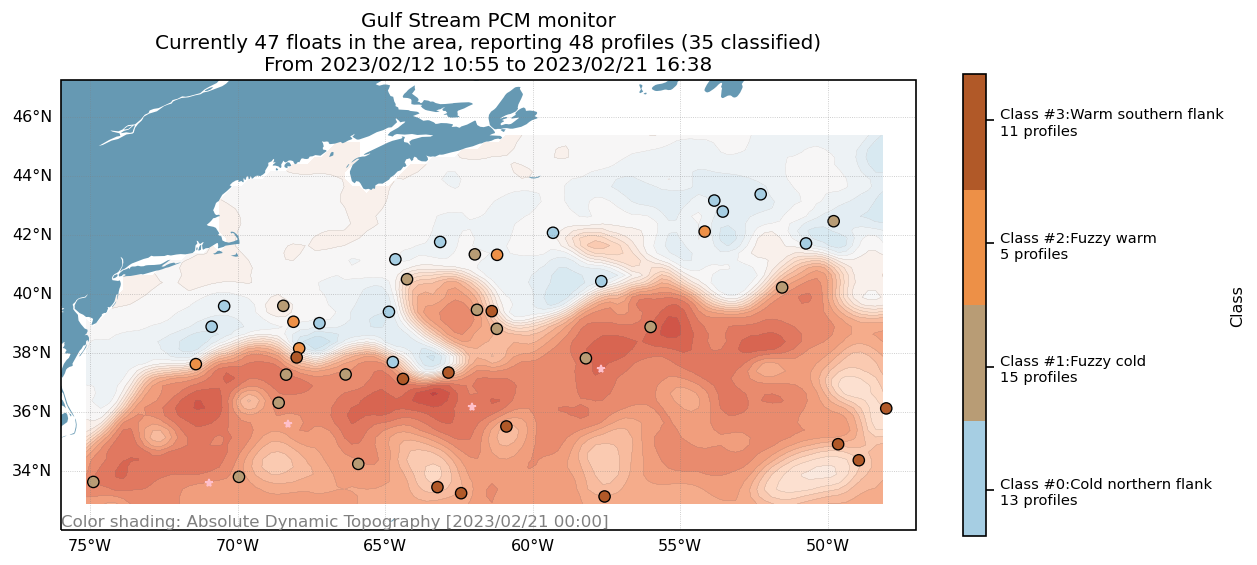 Gulf Stream PCM monitor
Currently 47 floats in the area, reporting 48 profiles (35 classified)
From 2023/02/12 10:55 to 2023/02/21 16:38
46°N
44°N
42°N
40°N
38°N
36°N
34°N
Color shading: Absolute Dynamic Topography [2023/02/21 00:00]
75°W
70°W
65°W
60°W
55°W
50°W
Class #3:Warm southern flank
11 profiles
Class #2:Fuzzy warm
5 profiles
Class #1:Fuzzy cold
15 profiles
Class #0:Cold northern flank
13 profiles
Class